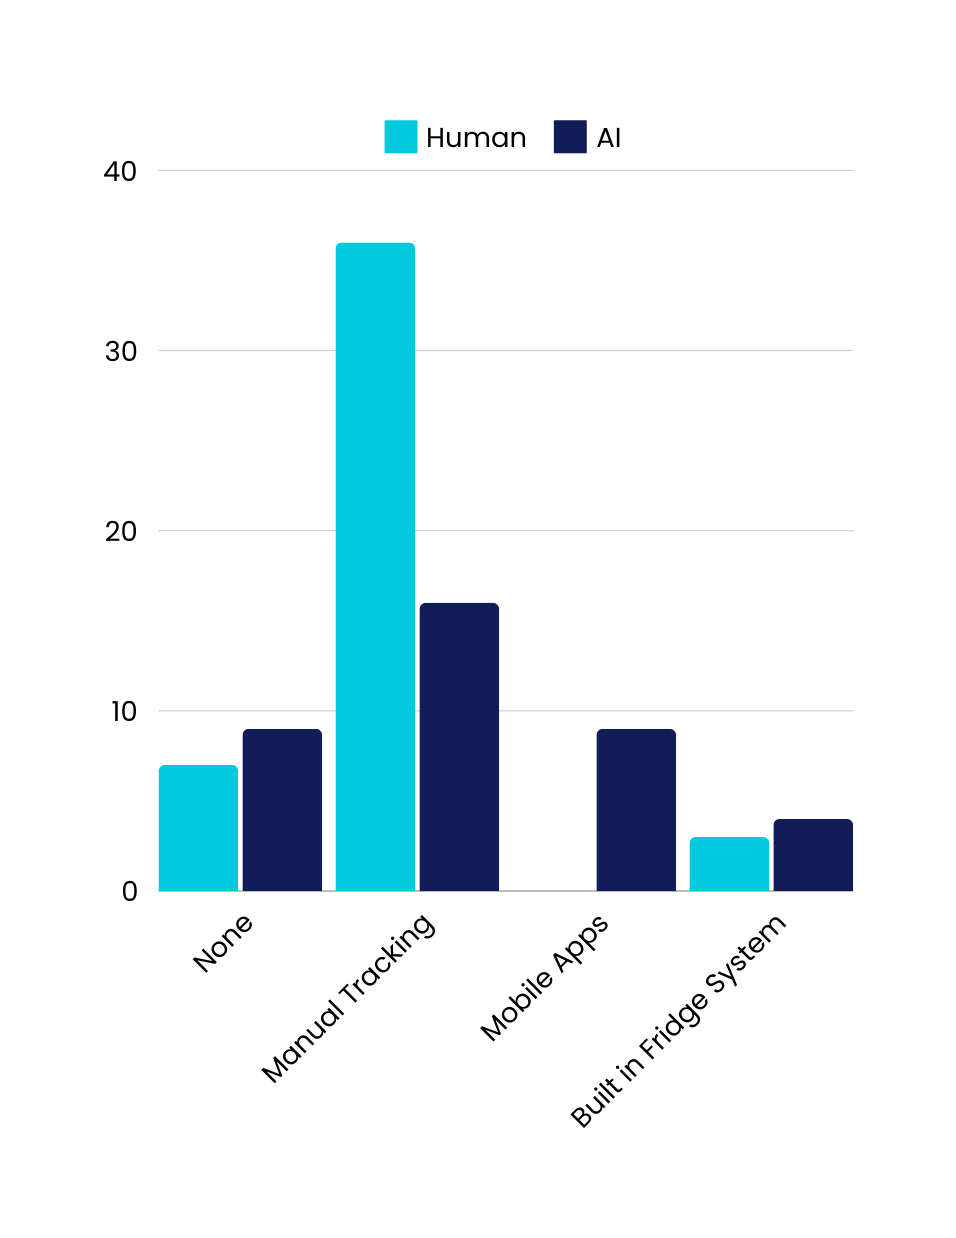 Human AI
40
30
20
10
0
None
Manual Tracking
Mobile Apps
Built in Fridge System